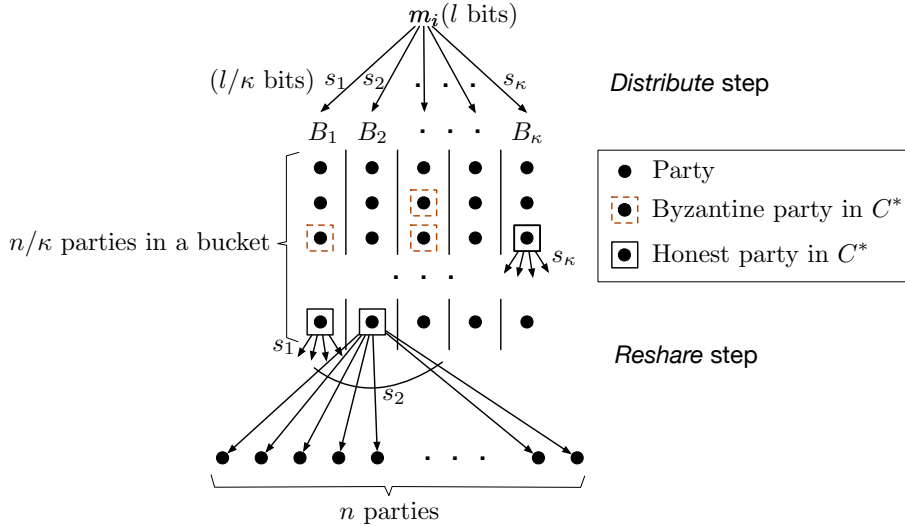 m_i(l bits)
(l/κ bits) s_1 s_2 . . . s_κ
Distribute step
B_1 B_2 . . . B_κ
Party
Byzantine party in C*
Honest party in C*
n/κ parties in a bucket
s_κ
. . .
s_1
Reshare step
s_2
. . .
n parties